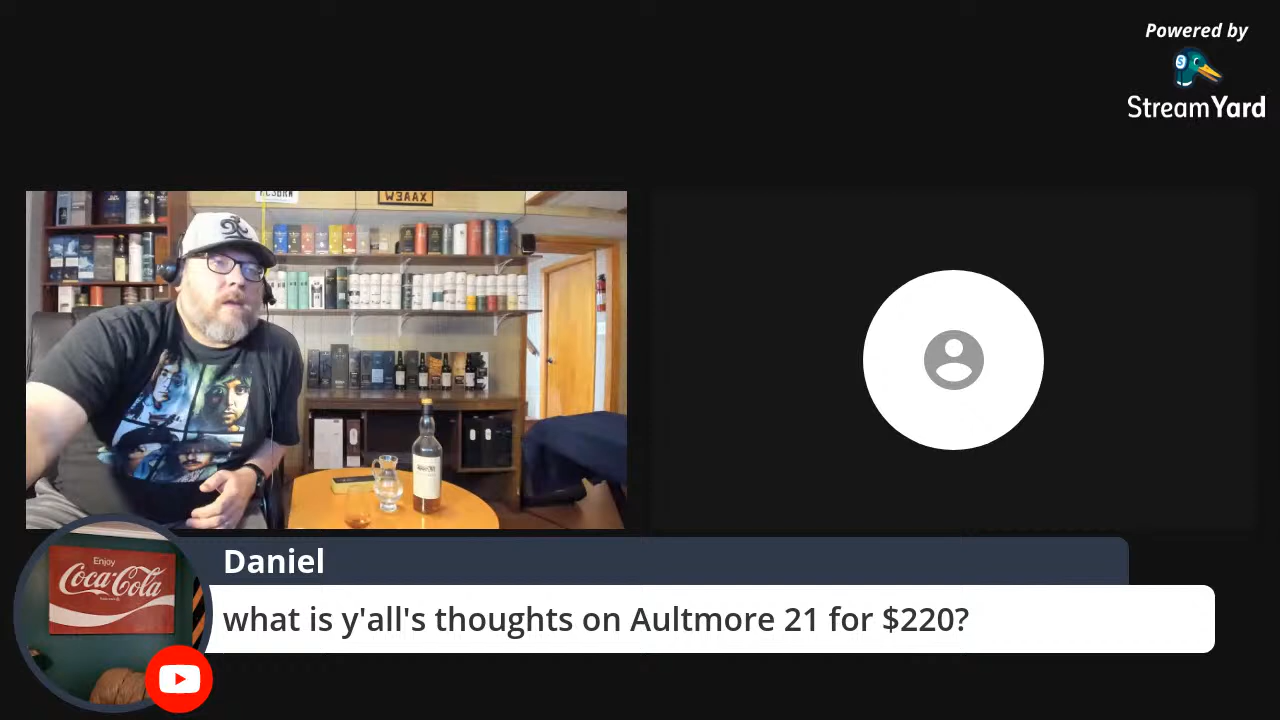 Powered by
StreamYard
W3AAX
Enjoy
Coca-Cola
Daniel
what is y'all's thoughts on Aultmore 21 for $220?